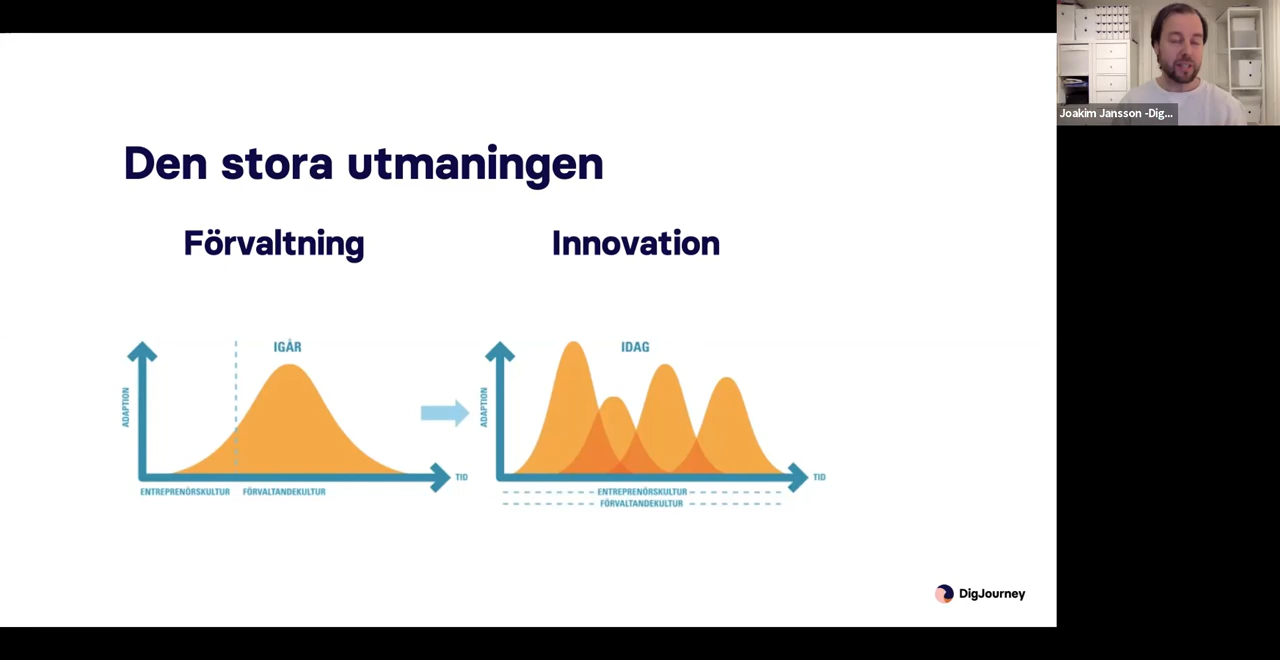 Den stora utmaningen
Förvaltning
Innovation
IGÅR
ADAPTION
TID
ENTREPRENÖRSKULTUR
FÖRVALTANDEKULTUR
IDAG
ADAPTION
TID
ENTREPRENÖRSKULTUR
FÖRVALTANDEKULTUR
DigJourney
Joakim Jansson -Dig...